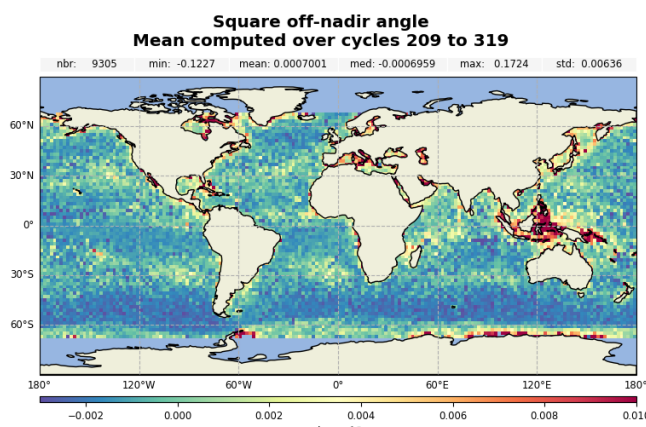 Square off-nadir angle
Mean computed over cycles 209 to 319
nbr: 9305 min: -0.1227 mean: 0.0007001 med: -0.0006959 max: 0.1724 std: 0.00636
60°N
30°N
0°
30°S
60°S
180° 120°W 60°W 0° 60°E 120°E 180°
−0.002 0.000 0.002 0.004 0.006 0.008 0.010